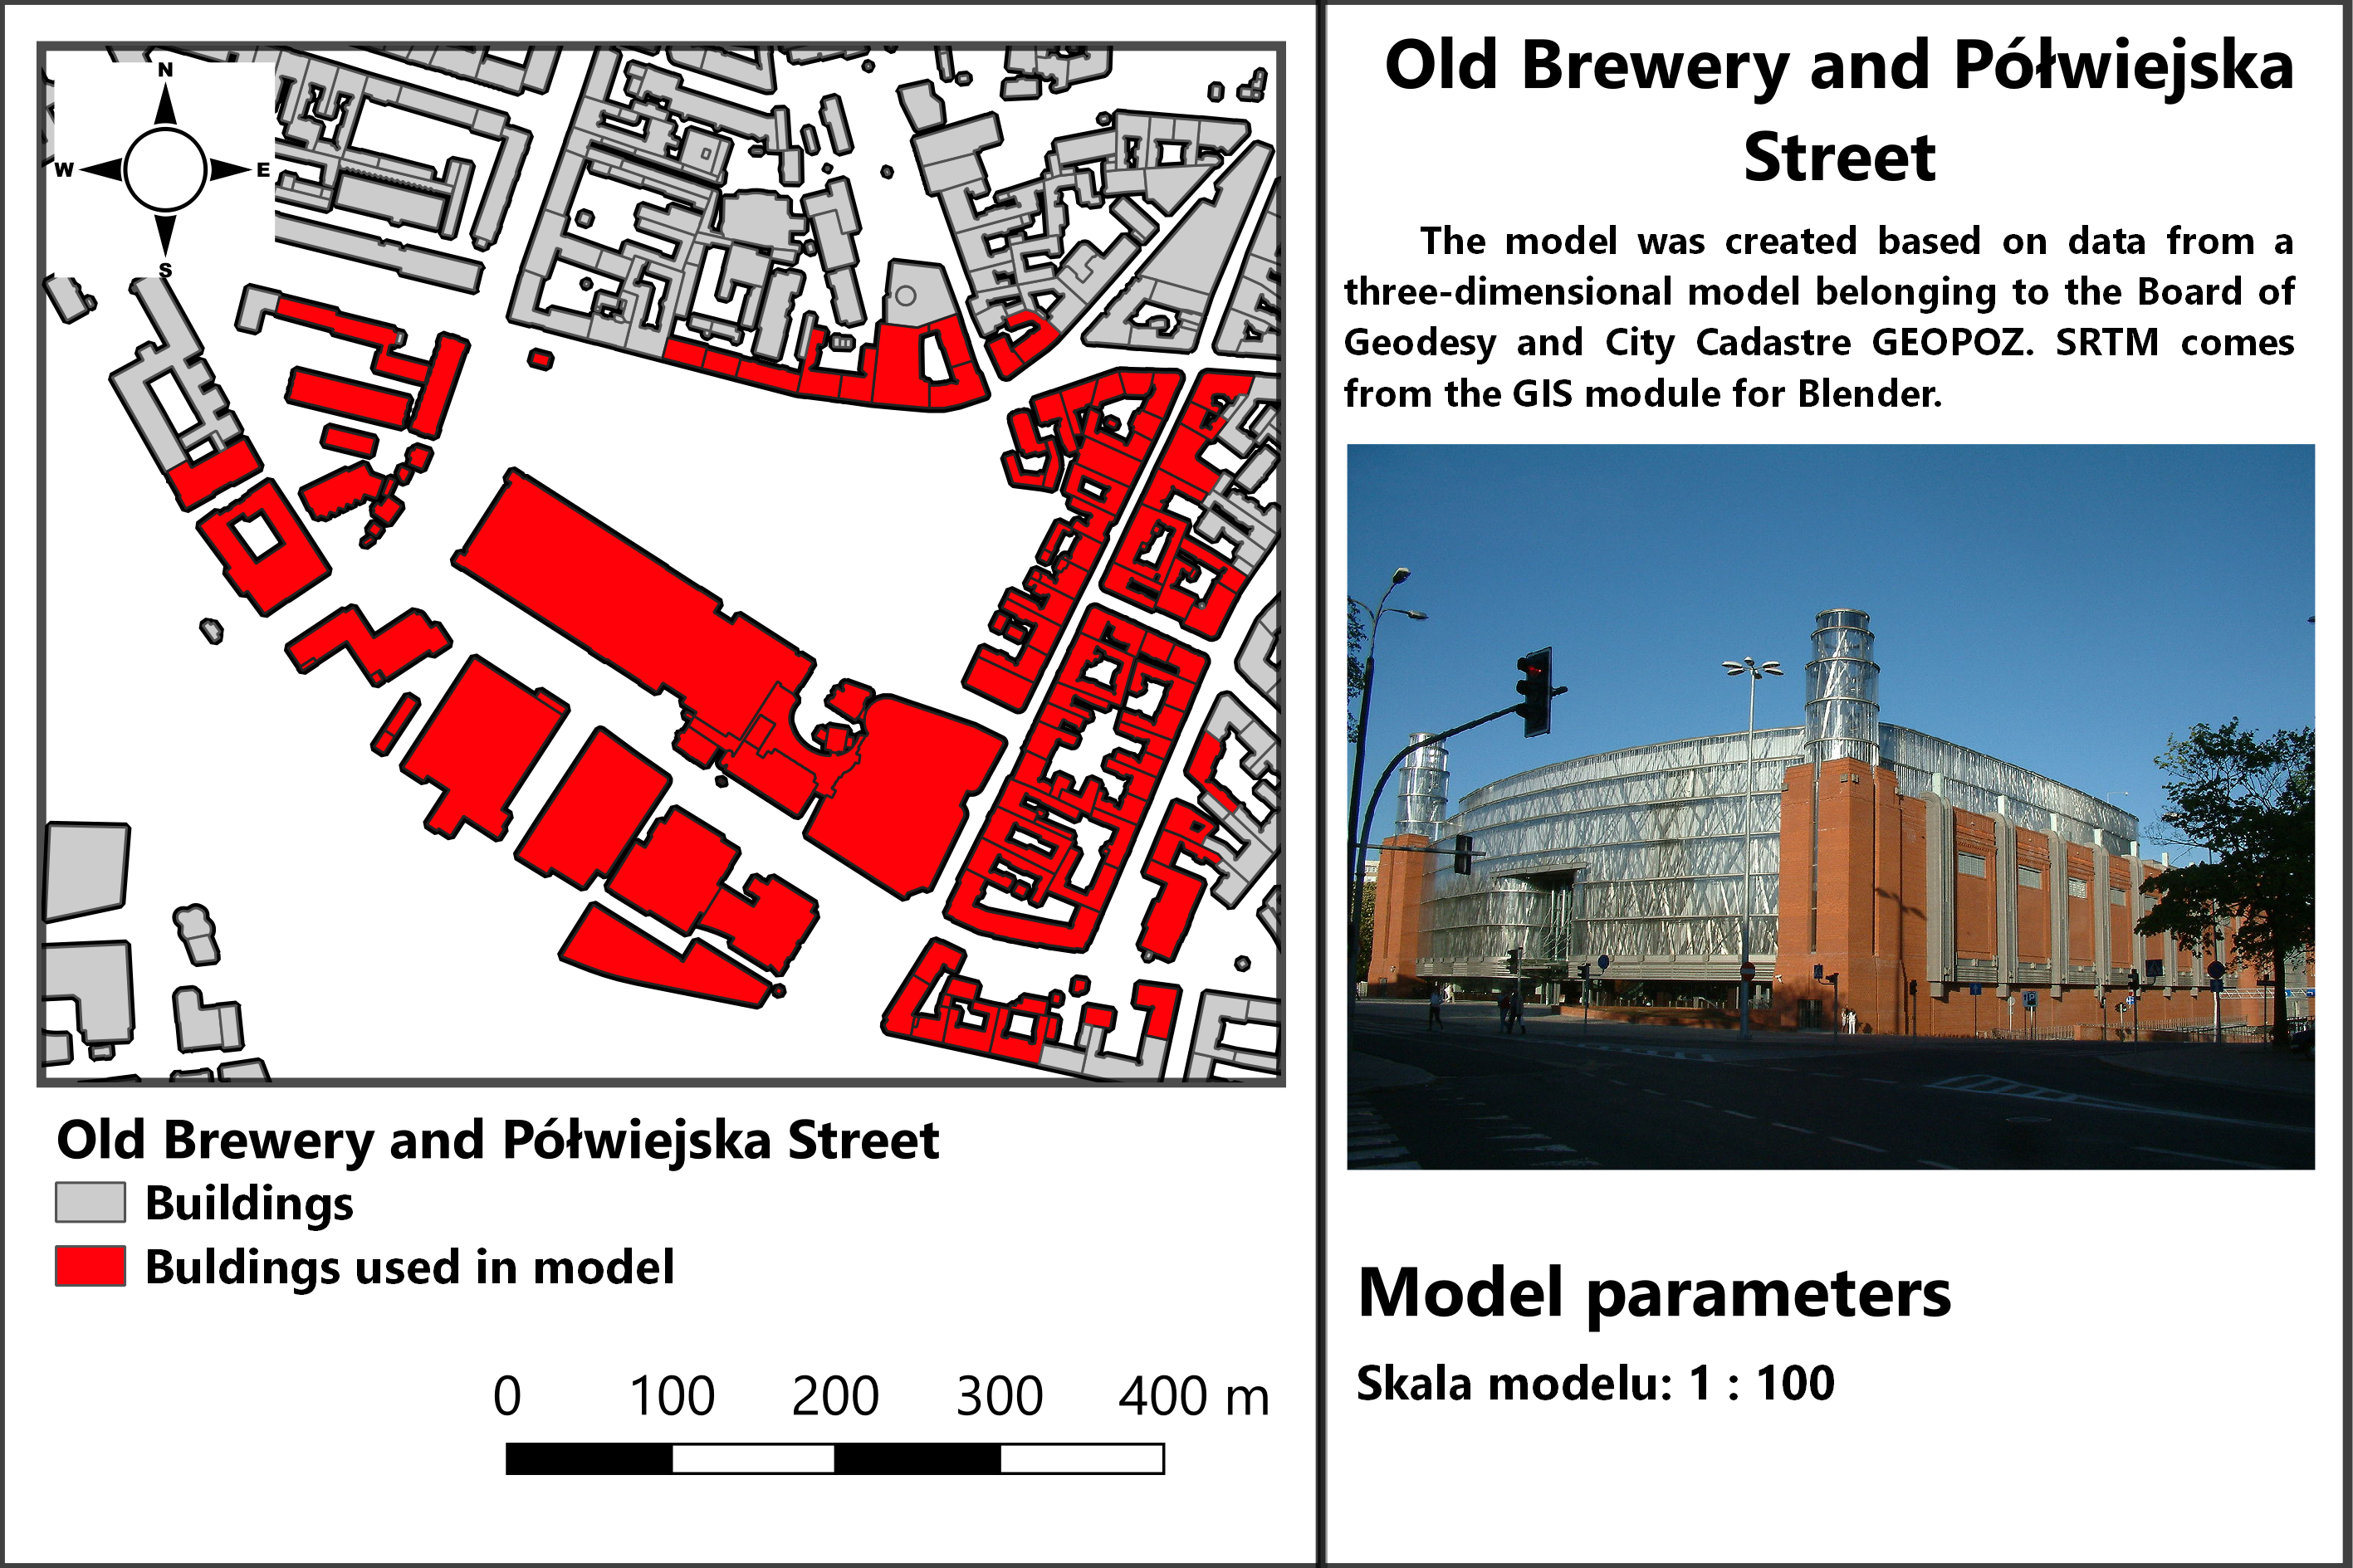 N
W E
S
Old Brewery and Półwiejska Street
Buildings
Buldings used in model
0 100 200 300 400 m
Old Brewery and Półwiejska
Street
The model was created based on data from a
three-dimensional model belonging to the Board of
Geodesy and City Cadastre GEOPOZ. SRTM comes
from the GIS module for Blender.
Model parameters
Skala modelu: 1 : 100